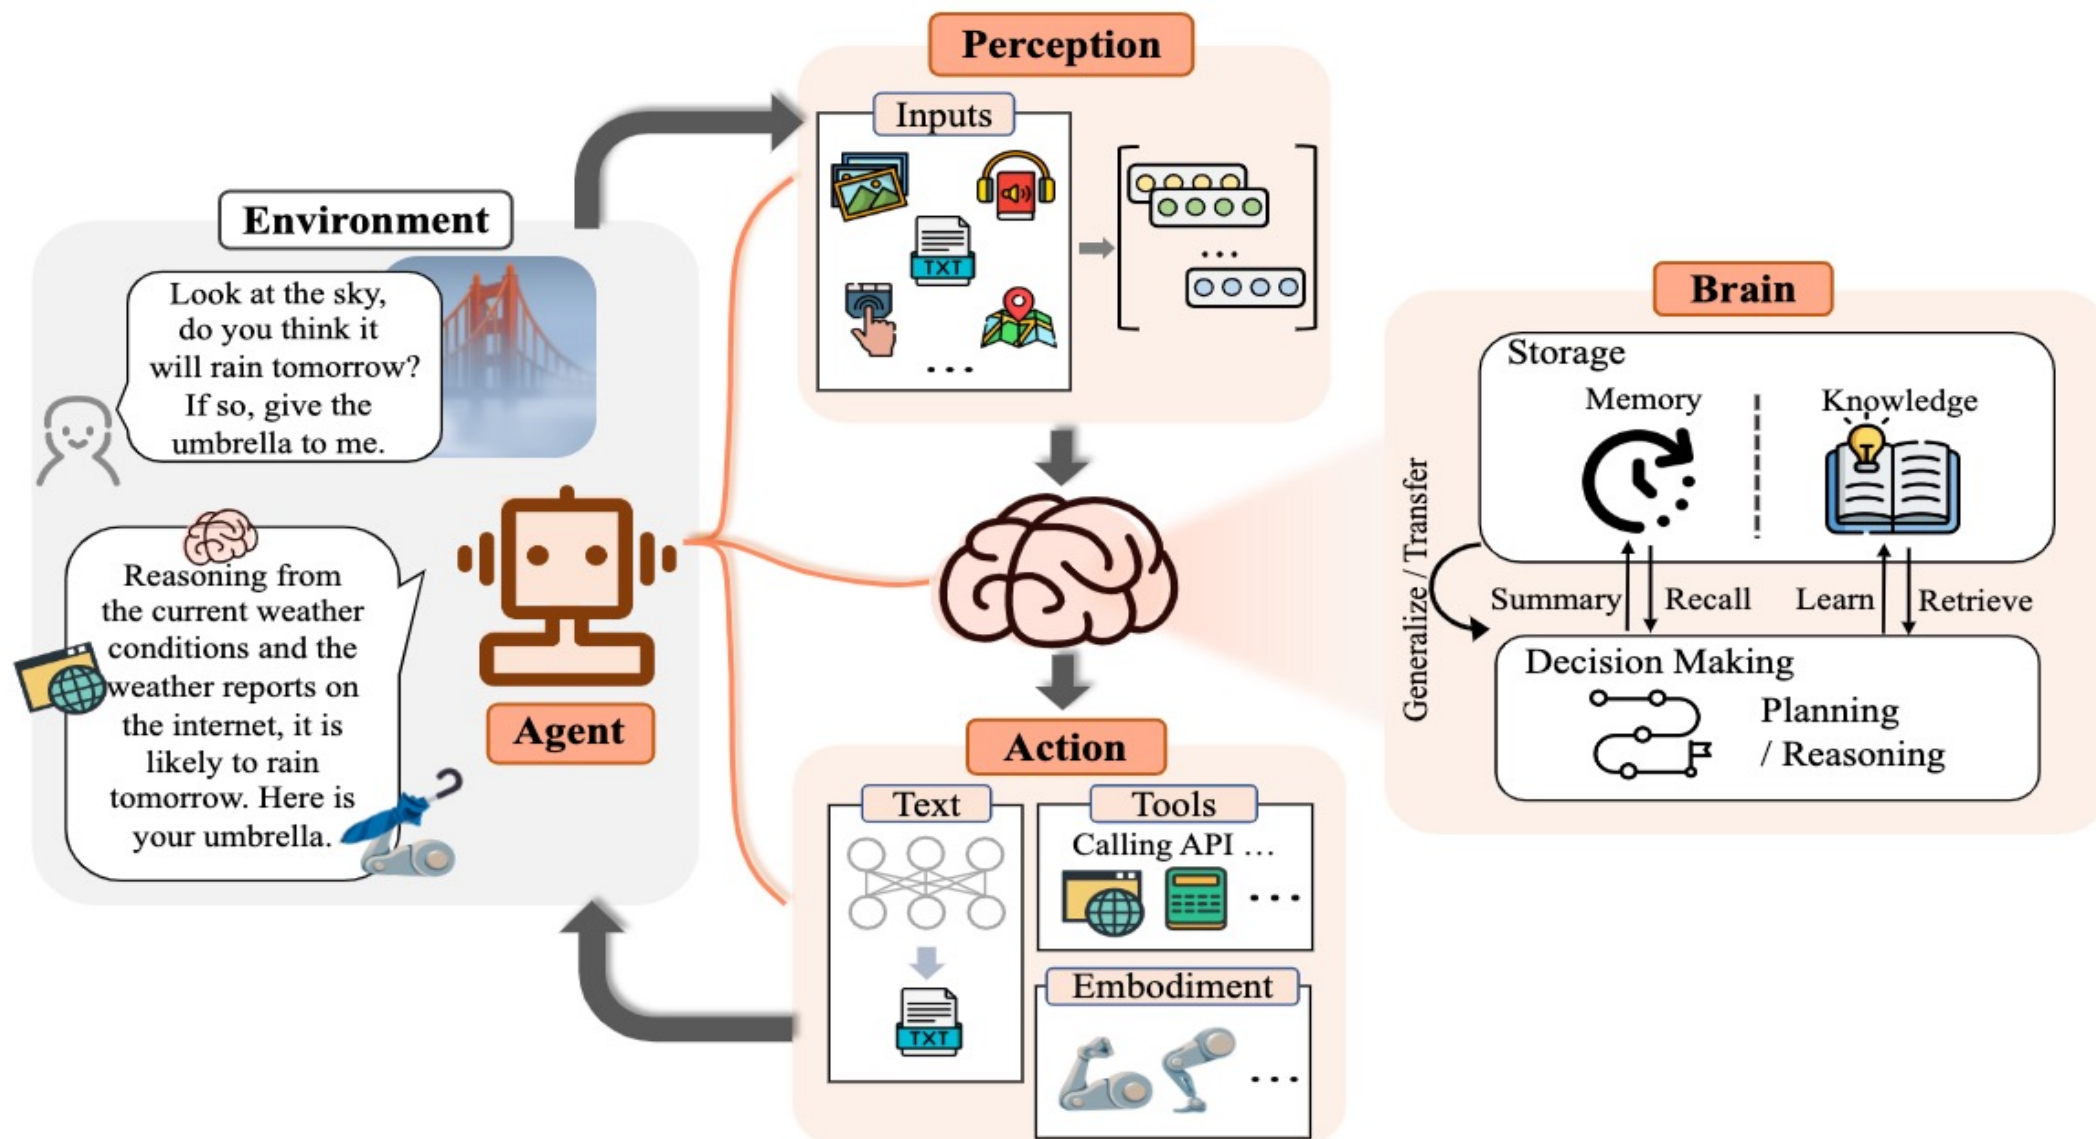 Perception
Inputs
TXT
...
...
Environment
Look at the sky,
do you think it
will rain tomorrow?
If so, give the
umbrella to me.
Reasoning from
the current weather
conditions and the
weather reports on
the internet, it is
likely to rain
tomorrow. Here is
your umbrella.
Agent
Brain
Storage
Memory
Knowledge
Generalize / Transfer
Summary
Recall
Learn
Retrieve
Decision Making
Planning
/ Reasoning
Action
Text
TXT
Tools
Calling API ...
...
Embodiment
...